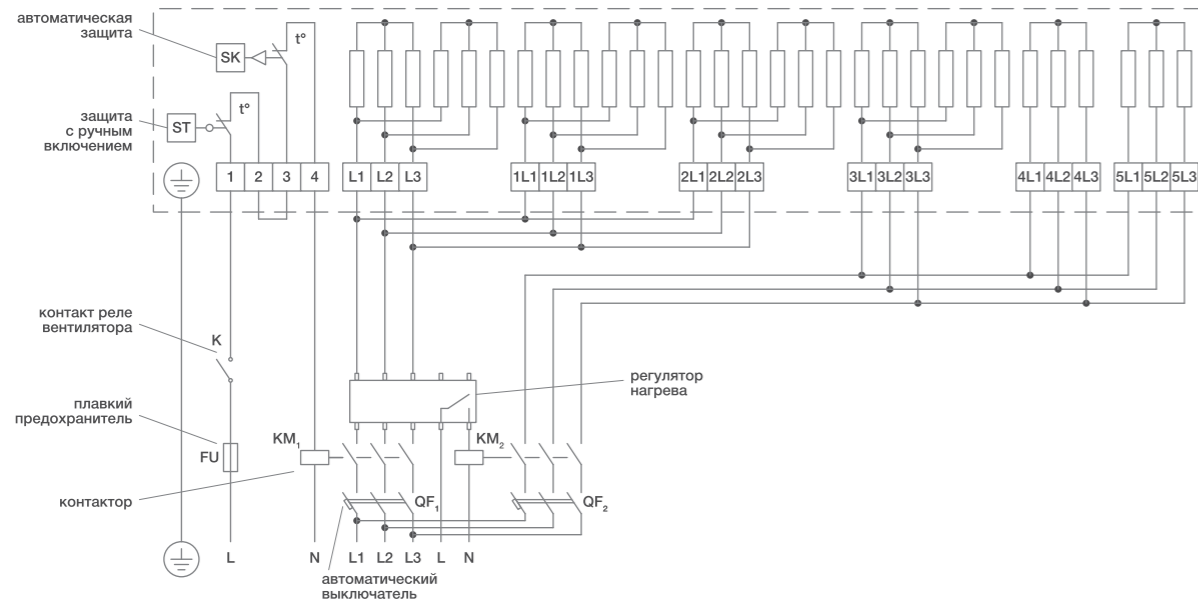 автоматическая
защита
SK
t°
защита
с ручным
включением
ST
t°
1 2 3 4
L1 L2 L3
1L1 1L2 1L3
2L1 2L2 2L3
3L1 3L2 3L3
4L1 4L2 4L3
5L1 5L2 5L3
контакт реле
вентилятора
K
регулятор
нагрева
плавкий
предохранитель
FU
KM1
KM2
контактор
QF1
QF2
L N L1 L2 L3 L N
автоматический
выключатель